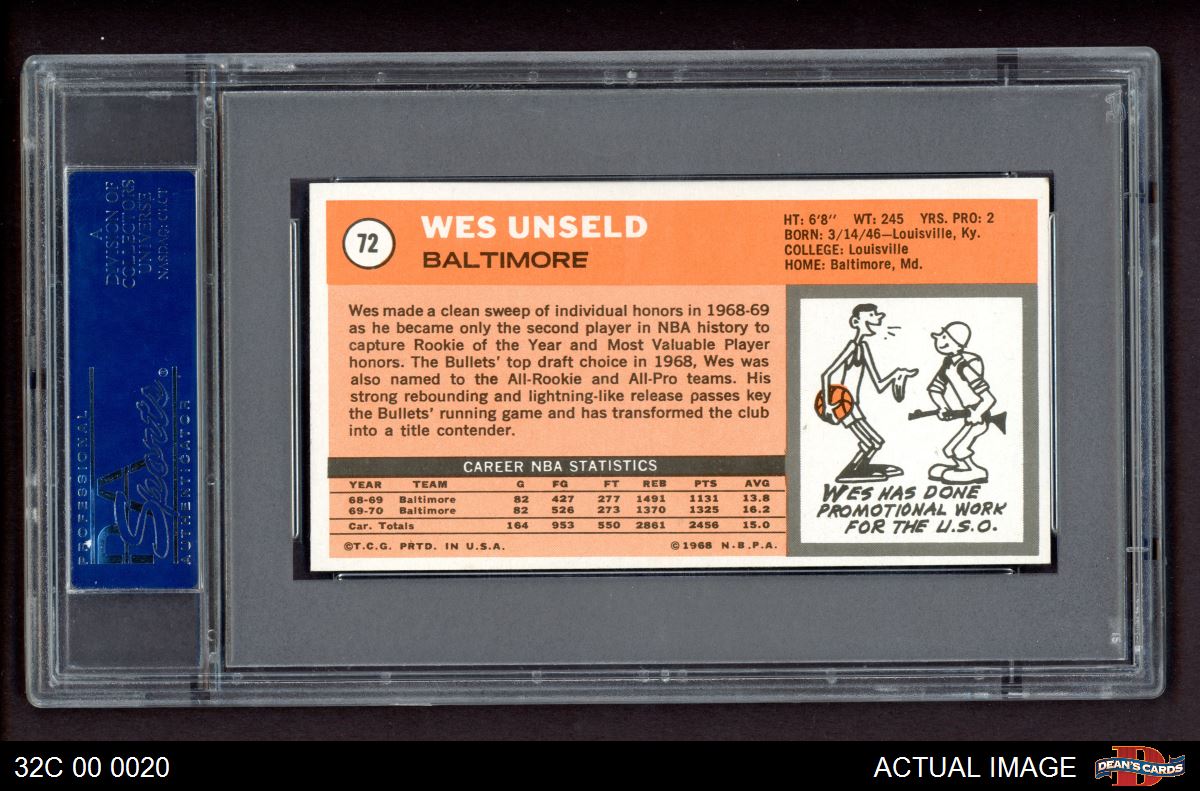 A
DIVISION OF
COLLECTORS
UNIVERSE
NASDAQ: CLCT
PROFESSIONAL
PSA
Sports®
AUTHENTICATOR
72
WES UNSELD
BALTIMORE
HT: 6'8'' WT: 245 YRS. PRO: 2
BORN: 3/14/46—Louisville, Ky.
COLLEGE: Louisville
HOME: Baltimore, Md.
Wes made a clean sweep of individual honors in 1968-69
as he became only the second player in NBA history to
capture Rookie of the Year and Most Valuable Player
honors. The Bullets' top draft choice in 1968, Wes was
also named to the All-Rookie and All-Pro teams. His
strong rebounding and lightning-like release passes key
the Bullets' running game and has transformed the club
into a title contender.
CAREER NBA STATISTICS
YEAR TEAM G FG FT REB PTS AVG
68-69 Baltimore 82 427 277 1491 1131 13.8
69-70 Baltimore 82 526 273 1370 1325 16.2
Car. Totals 164 953 550 2861 2456 15.0
©T.C.G. PRTD. IN U.S.A. ©1968 N.B.P.A.
WES HAS DONE
PROMOTIONAL WORK
FOR THE U.S.O.
32C 00 0020
ACTUAL IMAGE
DEAN'S CARDS